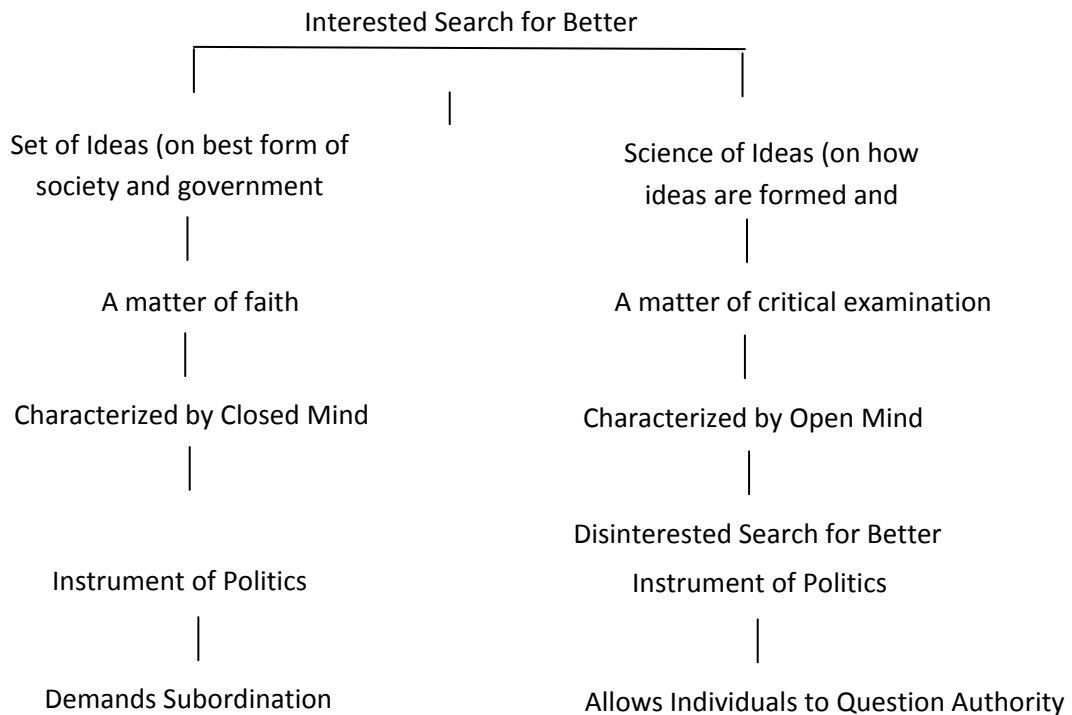 Interested Search for Better
Set of Ideas (on best form of
society and government
Science of Ideas (on how
ideas are formed and
A matter of faith
A matter of critical examination
Characterized by Closed Mind
Characterized by Open Mind
Disinterested Search for Better
Instrument of Politics
Instrument of Politics
Demands Subordination
Allows Individuals to Question Authority